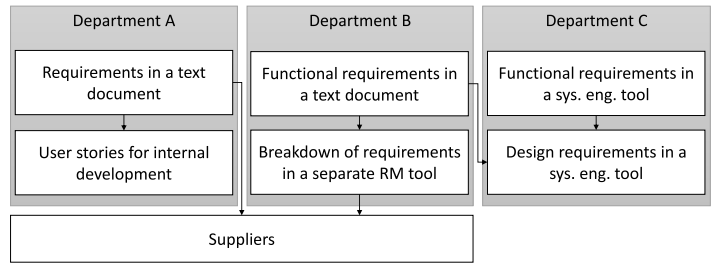 Department A
Requirements in a text
document
User stories for internal
development
Department B
Functional requirements in
a text document
Breakdown of requirements
in a separate RM tool
Department C
Functional requirements in
a sys. eng. tool
Design requirements in a
sys. eng. tool
Suppliers